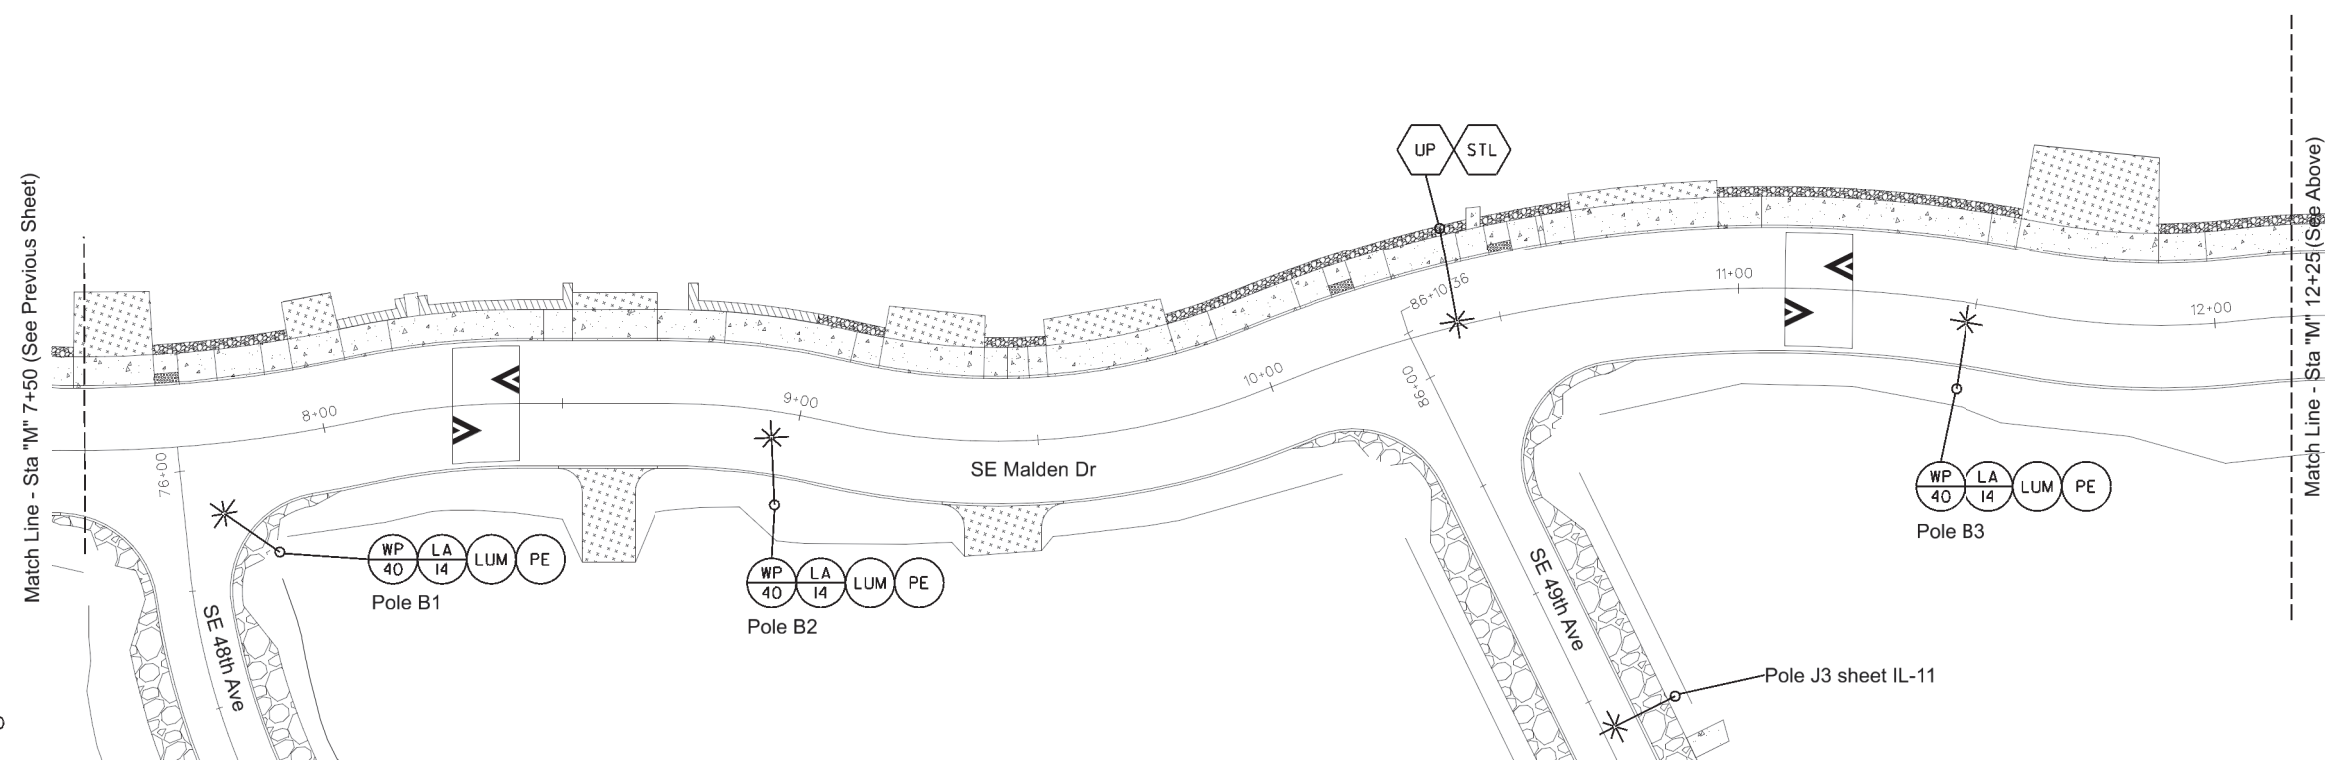 Match Line - Sta "M" 7+50 (See Previous Sheet)
76+00
8+00
9+00
10+00
86+10.36
86+00
11+00
12+00
UP STL
SE Malden Dr
SE 48th Ave
SE 49th Ave
WP 40 LA 14 LUM PE
Pole B1
WP 40 LA 14 LUM PE
Pole B2
WP 40 LA 14 LUM PE
Pole B3
Pole J3 sheet IL-11
Match Line - Sta "M" 12+25 (See Above)